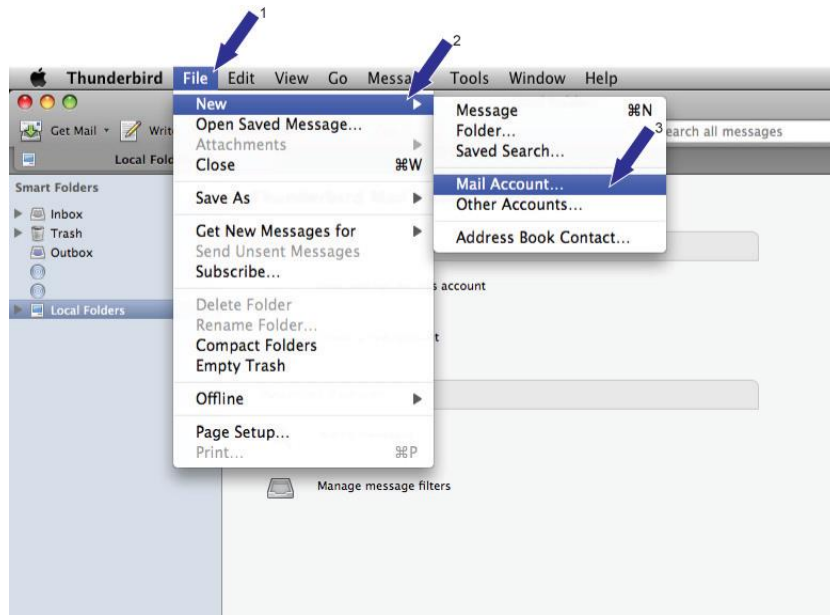 1
2
Thunderbird File Edit View Go Messa Tools Window Help
Get Mail Writ
earch all messages
Local Fold
Smart Folders
Inbox
Trash
Outbox
Local Folders
New
Open Saved Message...
Attachments
Close ⌘W
Save As
Get New Messages for
Send Unsent Messages
Subscribe...
Delete Folder
Rename Folder...
Compact Folders
Empty Trash
Offline
Page Setup...
Print... ⌘P
Message ⌘N
Folder...
3
Saved Search...
Mail Account...
Other Accounts...
Address Book Contact...
s account
t
Manage message filters